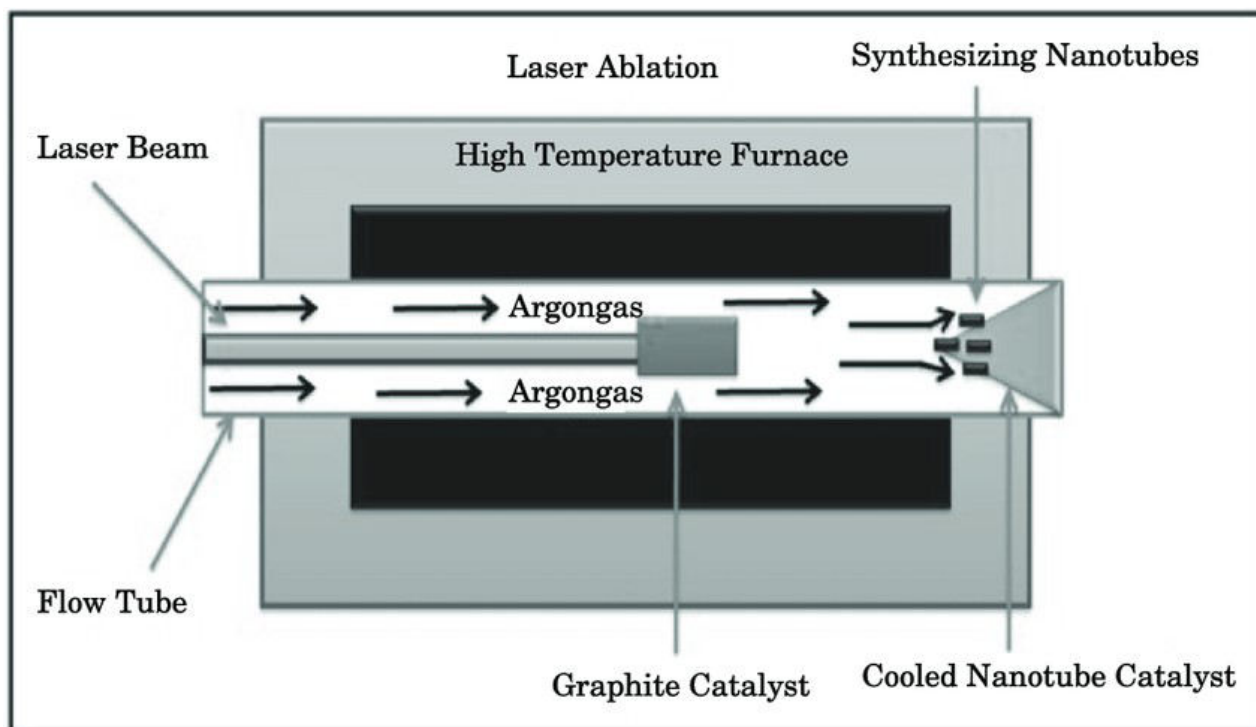 Laser Ablation
Synthesizing Nanotubes
Laser Beam
High Temperature Furnace
Argongas
Argongas
Flow Tube
Graphite Catalyst
Cooled Nanotube Catalyst